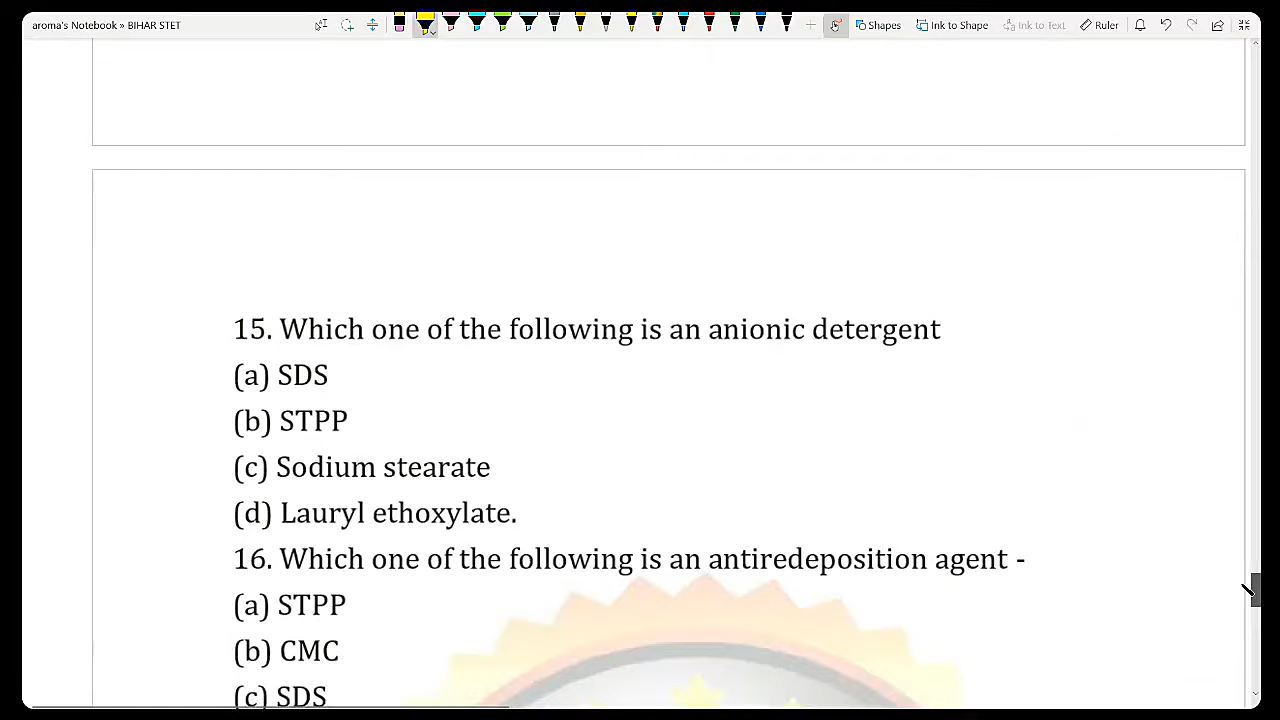 aroma's Notebook » BIHAR STET
Shapes
Ink to Shape
Ink to Text
Ruler
15. Which one of the following is an anionic detergent
(a) SDS
(b) STPP
(c) Sodium stearate
(d) Lauryl ethoxylate.
16. Which one of the following is an antiredeposition agent -
(a) STPP
(b) CMC
(c) SDS